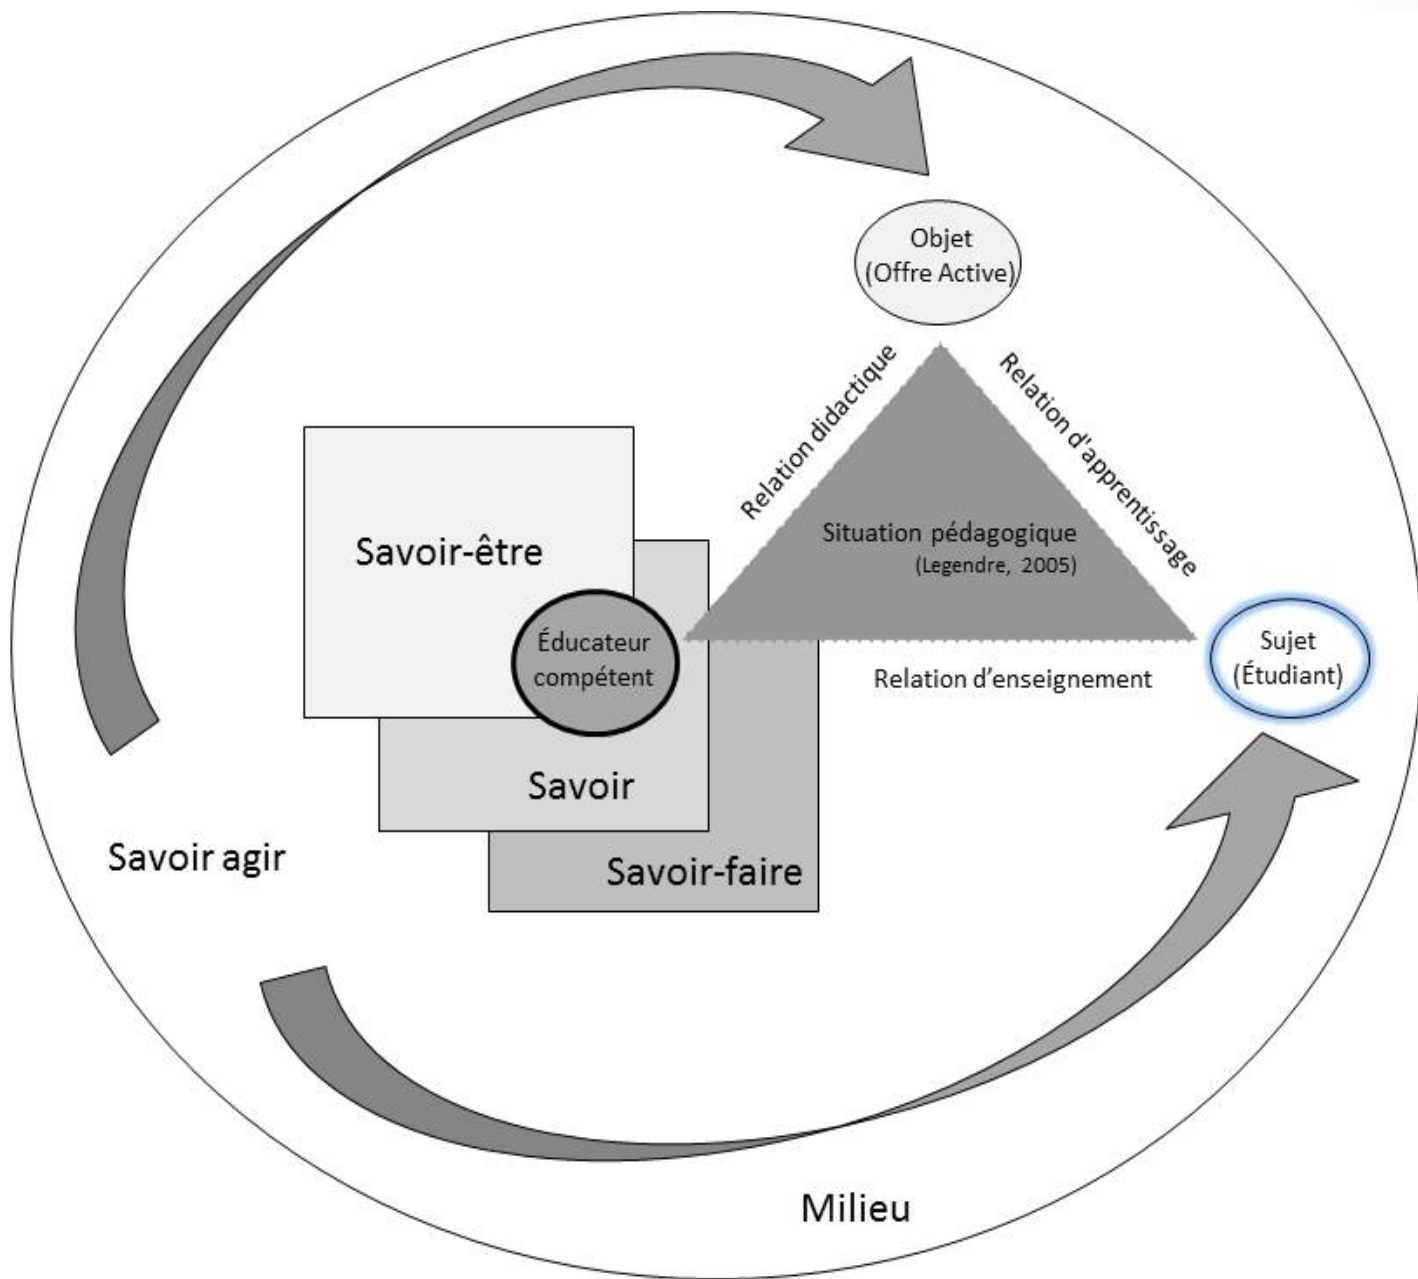 Objet
(Offre Active)
Relation didactique
Relation d'apprentissage
Situation pédagogique
(Legendre, 2005)
Savoir-être
Éducateur
compétent
Sujet
(Étudiant)
Relation d’enseignement
Savoir
Savoir agir
Savoir-faire
Milieu